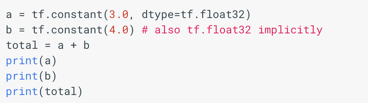 a = tf.constant(3.0, dtype=tf.float32)
b = tf.constant(4.0) # also tf.float32 implicitly
total = a + b
print(a)
print(b)
print(total)